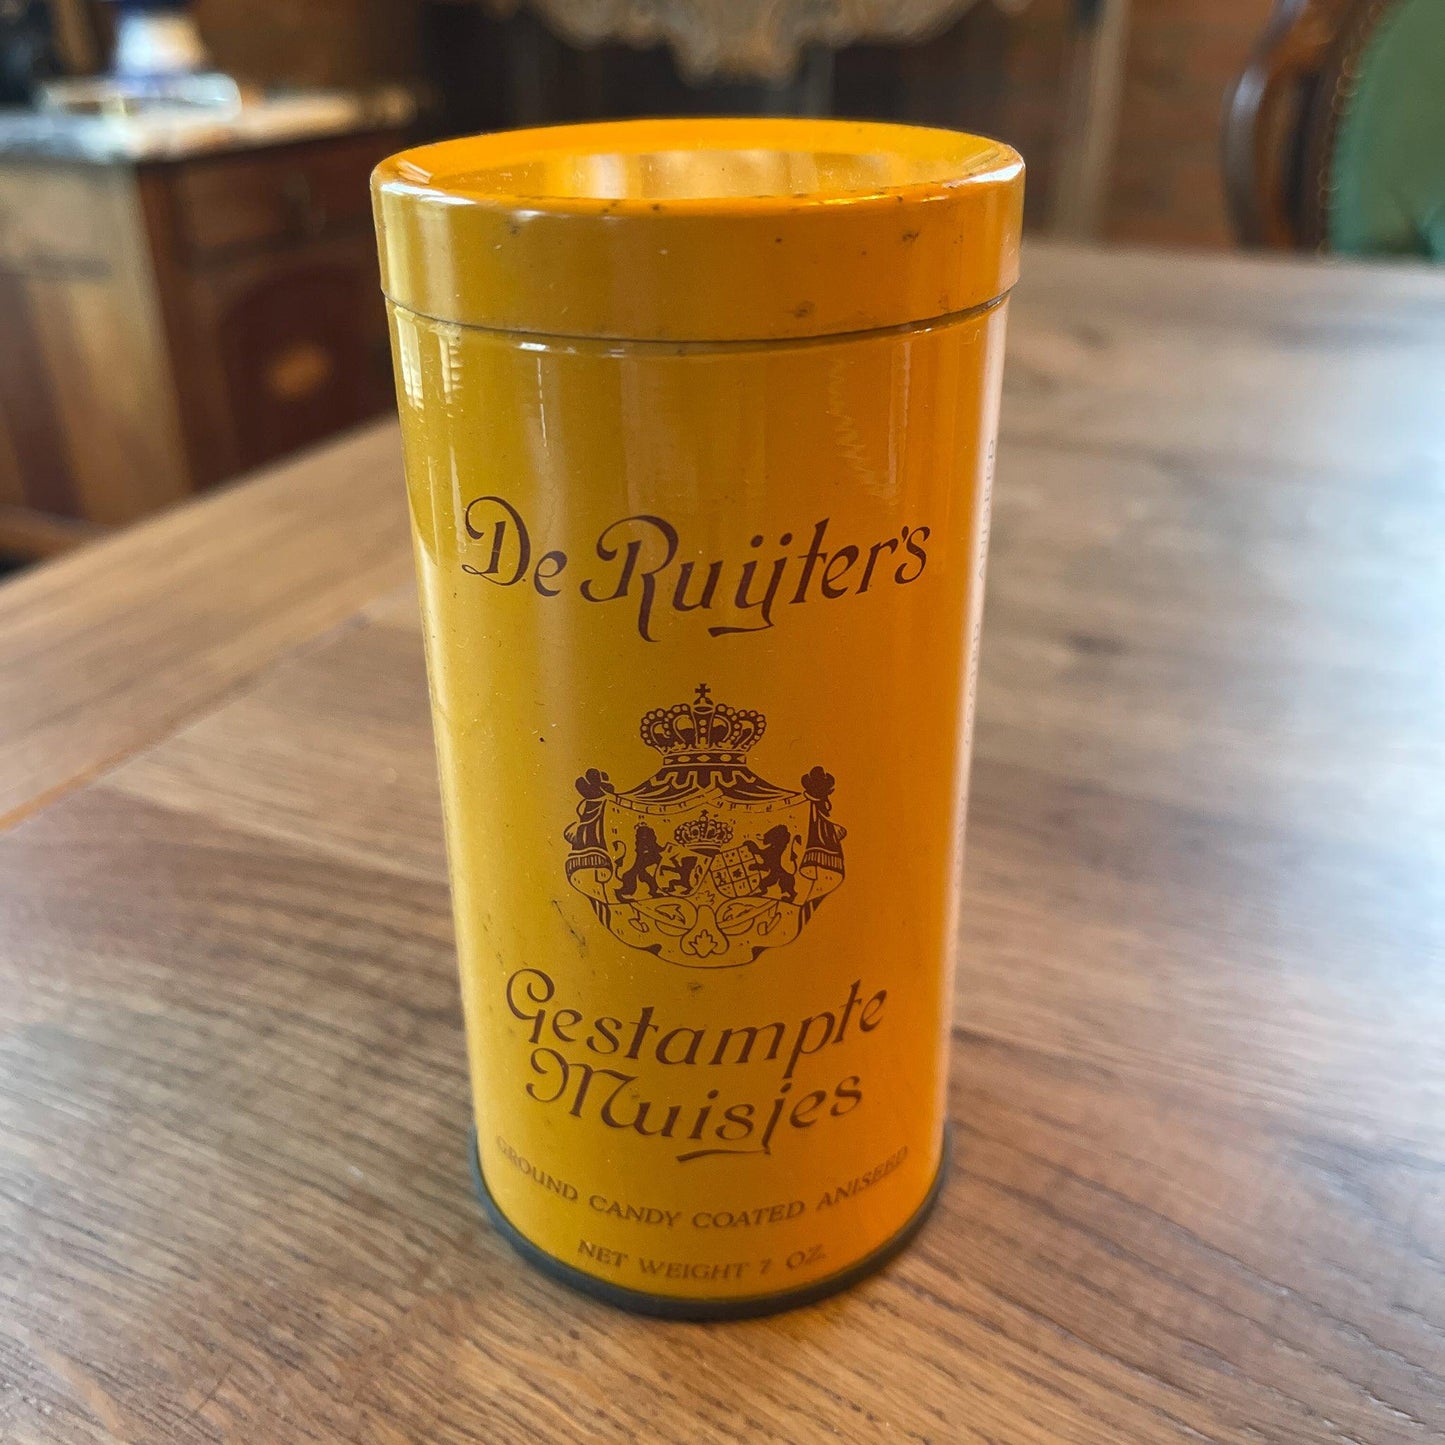 De Ruijter's
Gestampte
Muisjes
GROUND CANDY COATED ANISEED
NET WEIGHT 7 OZ.